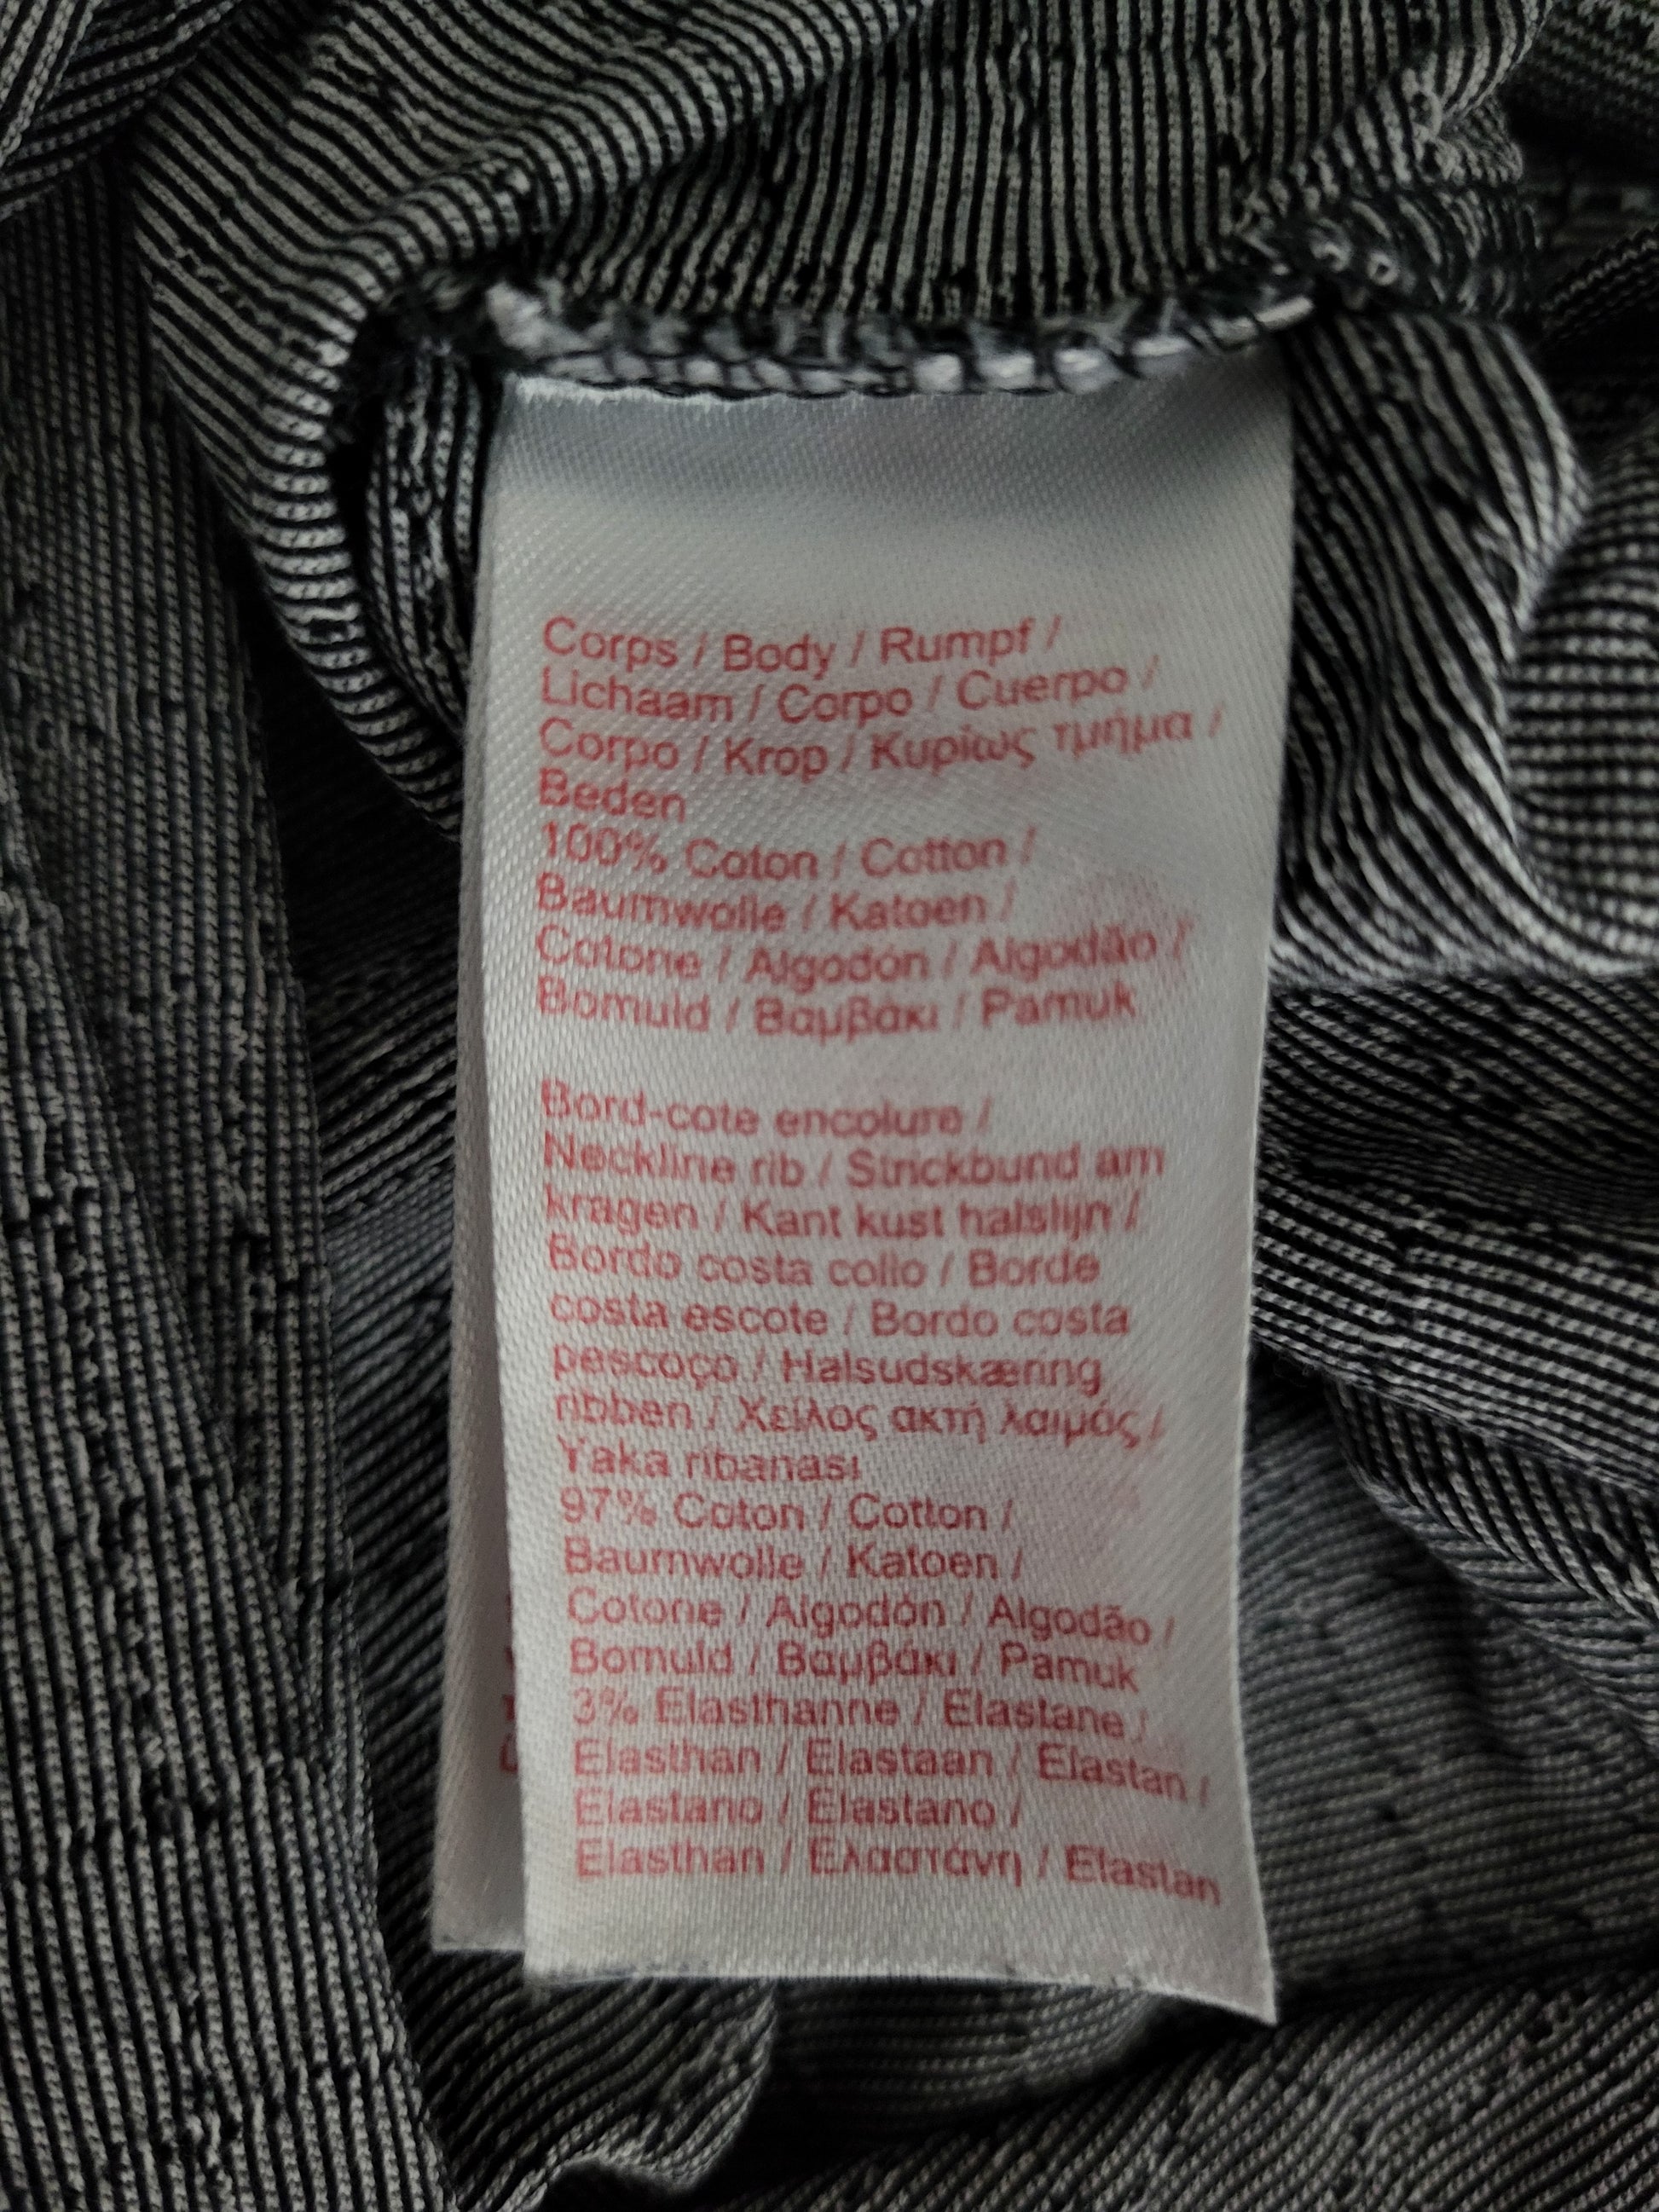 Corps / Body / Rumpf /
Lichaam / Corpo / Cuerpo /
Corpo / Krop / Κυρίως τμήμα /
Beden
100% Coton / Cotton /
Baumwolle / Katoen /
Cotone / Algodón / Algodão /
Bomuld / Βαμβάκι / Pamuk
Bord-cote encolure /
Neckline rib / Strickbund am
kragen / Kant kust halslijn /
Bordo costa collo / Borde
costa escote / Bordo costa
pescoço / Halsudskæring
ribben / Χείλος ακτή λαιμός /
Yaka ribanası
97% Coton / Cotton /
Baumwolle / Katoen /
Cotone / Algodón / Algodão /
Bomuld / Βαμβάκι / Pamuk
3% Elasthanne / Elastane /
Elasthan / Elastaan / Elastan /
Elastano / Elastano /
Elasthan / Ελαστάνη / Elastan